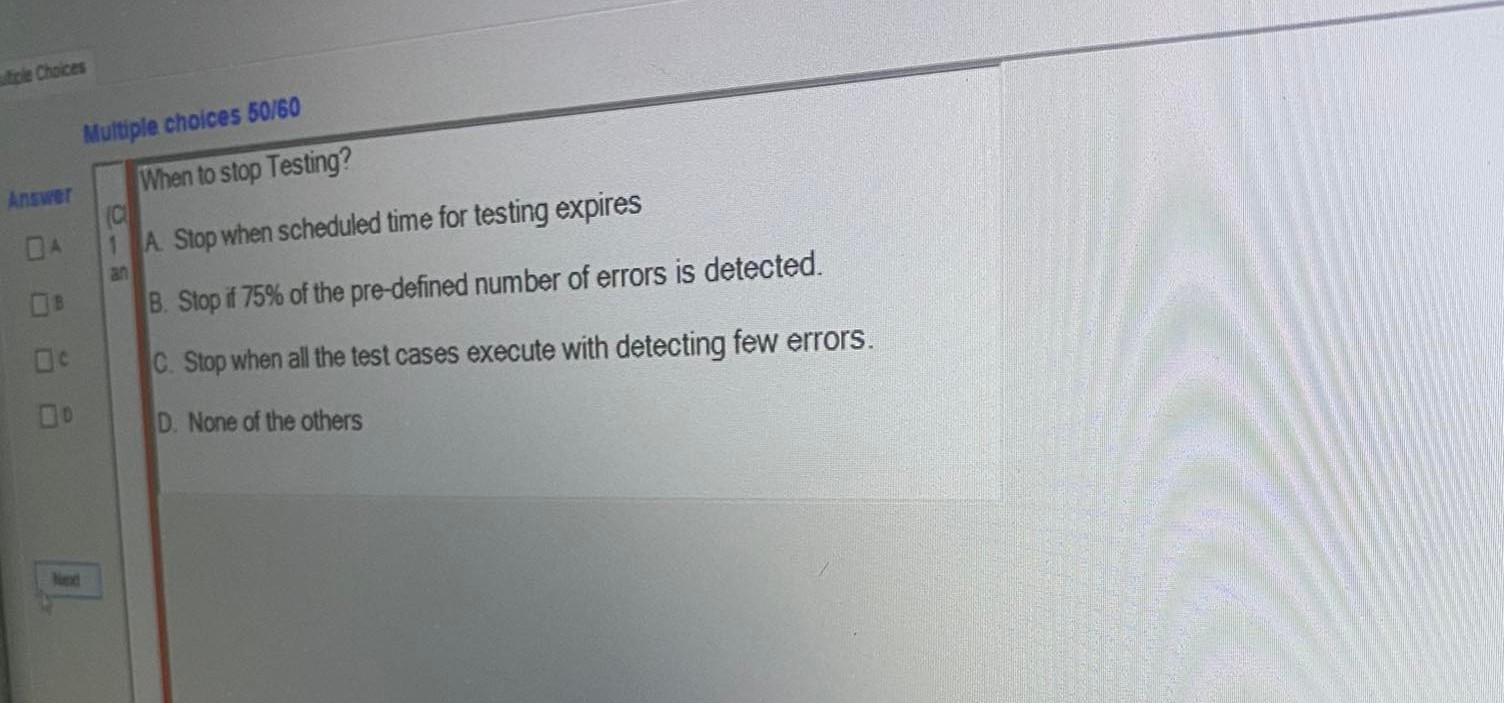 Choices
Multiple choices 50/60
Answer
A
B
C
D
(C
1
an
When to stop Testing?
A. Stop when scheduled time for testing expires
B. Stop if 75% of the pre-defined number of errors is detected.
C. Stop when all the test cases execute with detecting few errors.
D. None of the others
Next